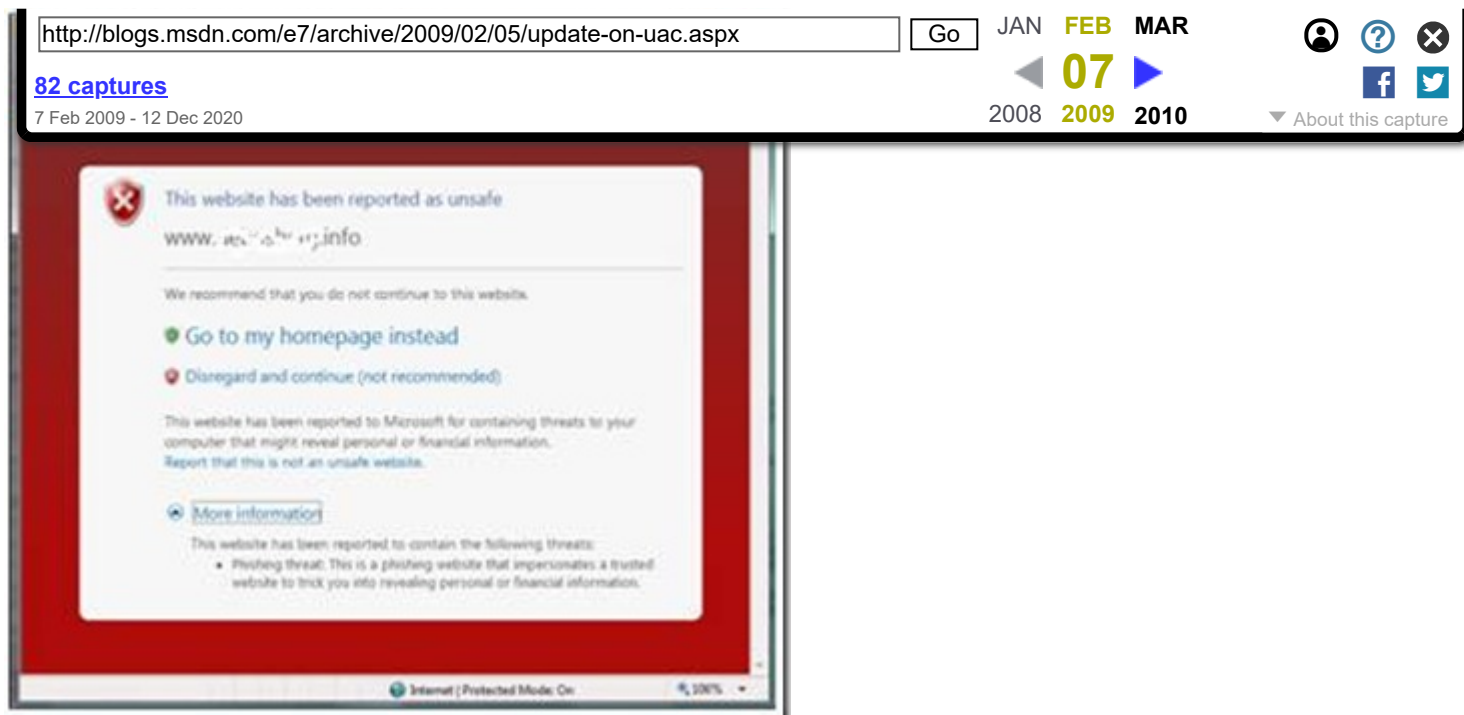 http://blogs.msdn.com/e7/archive/2009/02/05/update-on-uac.aspx Go JAN FEB MAR
82 captures 07
7 Feb 2009 - 12 Dec 2020 2008 2009 2010 About this capture
This website has been reported as unsafe
www. .info
We recommend that you do not continue to this website.
Go to my homepage instead
Disregard and continue (not recommended)
This website has been reported to Microsoft for containing threats to your
computer that might reveal personal or financial information.
Report that this is not an unsafe website.
More information
This website has been reported to contain the following threats:
• Phishing threat: This is a phishing website that impersonates a trusted
website to trick you into revealing personal or financial information.
Internet | Protected Mode: On 100%